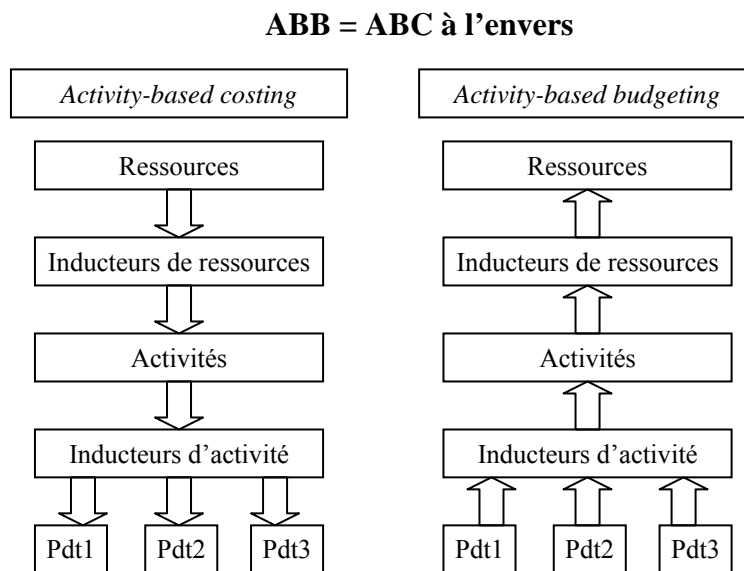 ABB = ABC à l’envers
Activity-based costing
Activity-based budgeting
Ressources
Ressources
Inducteurs de ressources
Inducteurs de ressources
Activités
Activités
Inducteurs d’activité
Inducteurs d’activité
Pdt1
Pdt2
Pdt3
Pdt1
Pdt2
Pdt3